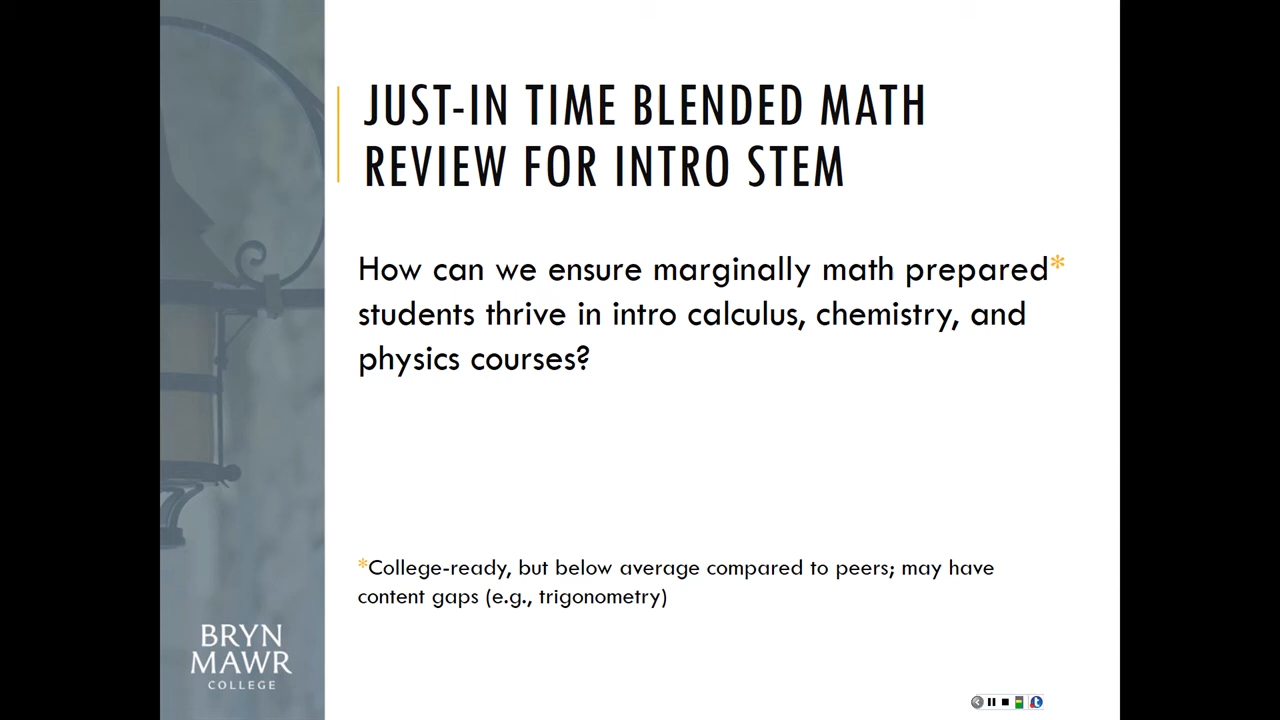 JUST-IN TIME BLENDED MATH
REVIEW FOR INTRO STEM
How can we ensure marginally math prepared*
students thrive in intro calculus, chemistry, and
physics courses?
*College-ready, but below average compared to peers; may have
content gaps (e.g., trigonometry)
BRYN
MAWR
COLLEGE